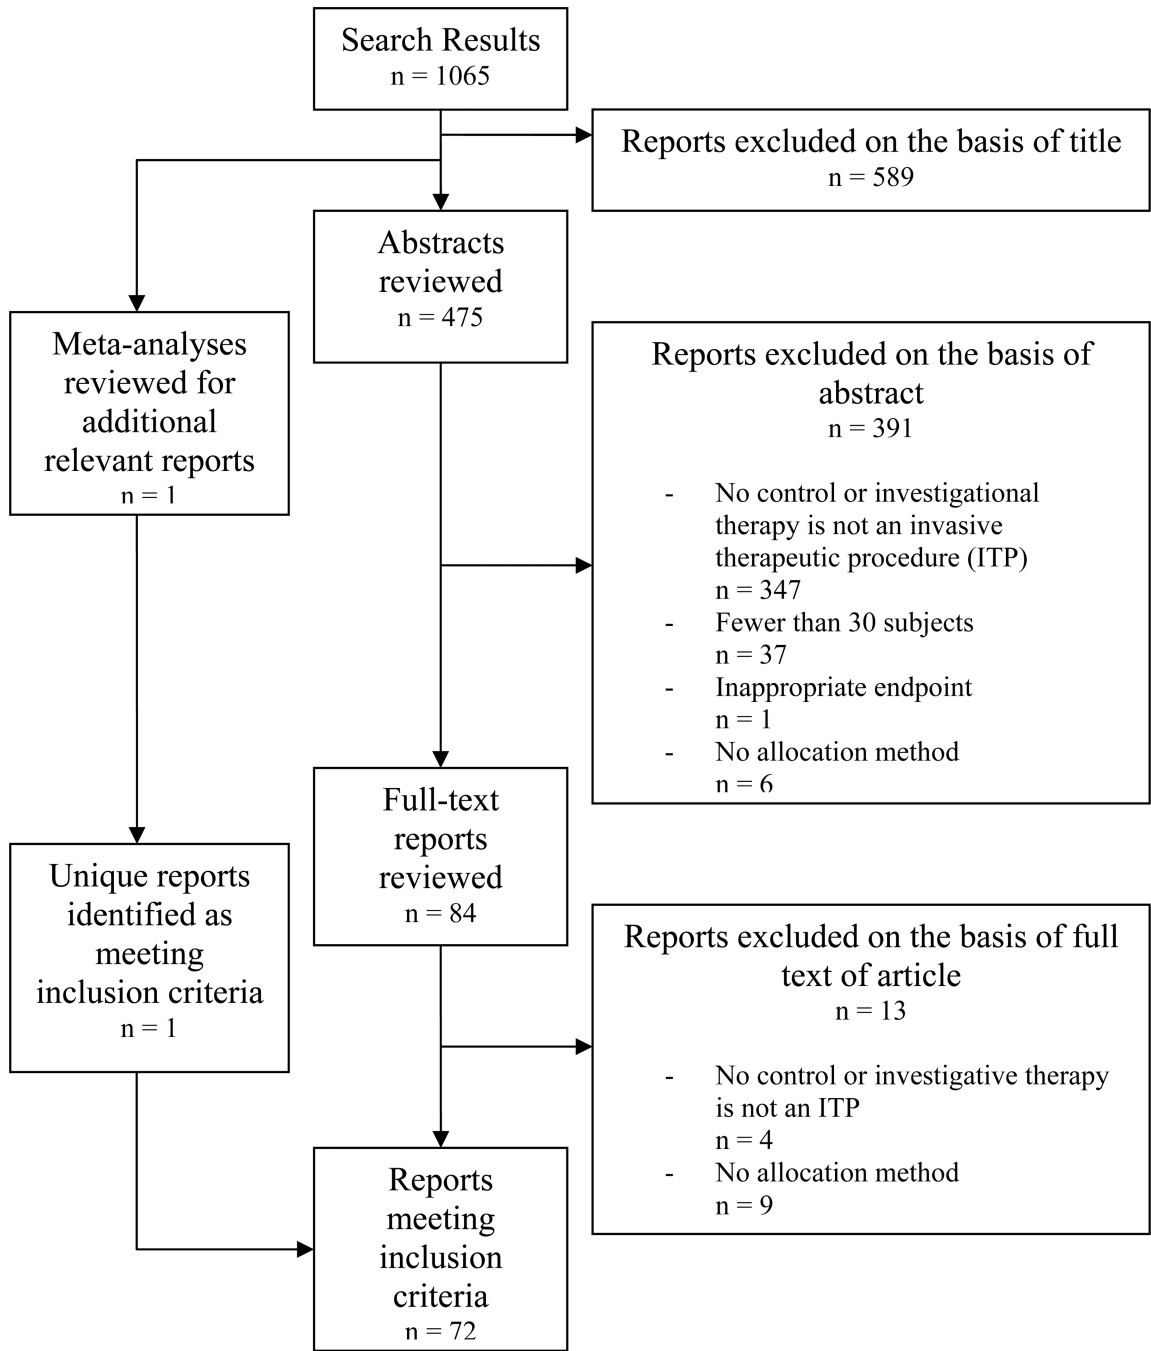 Search Results
n = 1065
Reports excluded on the basis of title
n = 589
Abstracts
reviewed
n = 475
Meta-analyses
reviewed for
additional
relevant reports
n = 1
Reports excluded on the basis of
abstract
n = 391
- No control or investigational
therapy is not an invasive
therapeutic procedure (ITP)
n = 347
- Fewer than 30 subjects
n = 37
- Inappropriate endpoint
n = 1
- No allocation method
n = 6
Full-text
reports
reviewed
n = 84
Unique reports
identified as
meeting
inclusion criteria
n = 1
Reports excluded on the basis of full
text of article
n = 13
- No control or investigative therapy
is not an ITP
n = 4
- No allocation method
n = 9
Reports
meeting
inclusion
criteria
n = 72